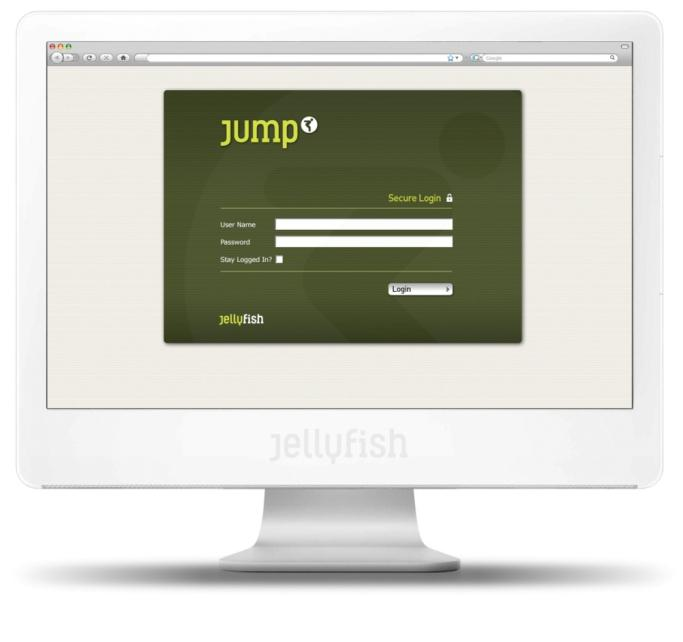 Google
jump
Secure Login
User Name
Password
Stay Logged In?
Login
jellyfish
jellyfish